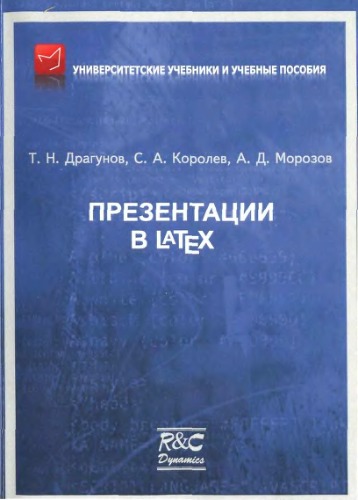 УНИВЕРСИТЕТСКИЕ УЧЕБНИКИ И УЧЕБНЫЕ ПОСОБИЯ
Т. Н. Драгунов, С. А. Королев, А. Д. Морозов
ПРЕЗЕНТАЦИИ
В LATEX
R&C
Dynamics